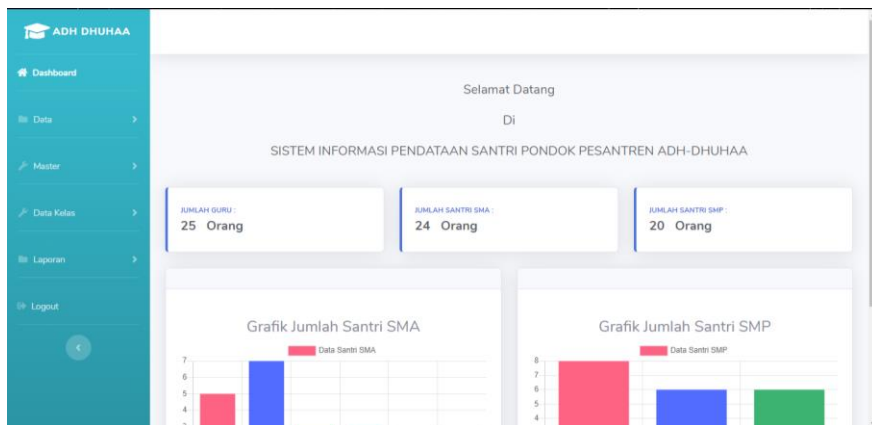 ADH DHUHAA
Dashboard
Data
Master
Data Kelas
Laporan
Logout
Selamat Datang
Di
SISTEM INFORMASI PENDATAAN SANTRI PONDOK PESANTREN ADH-DHUHAA
JUMLAH GURU :
25 Orang
JUMLAH SANTRI SMA :
24 Orang
JUMLAH SANTRI SMP :
20 Orang
Grafik Jumlah Santri SMA
Data Santri SMA
7
6
5
4
Grafik Jumlah Santri SMP
Data Santri SMP
8
7
6
5
4